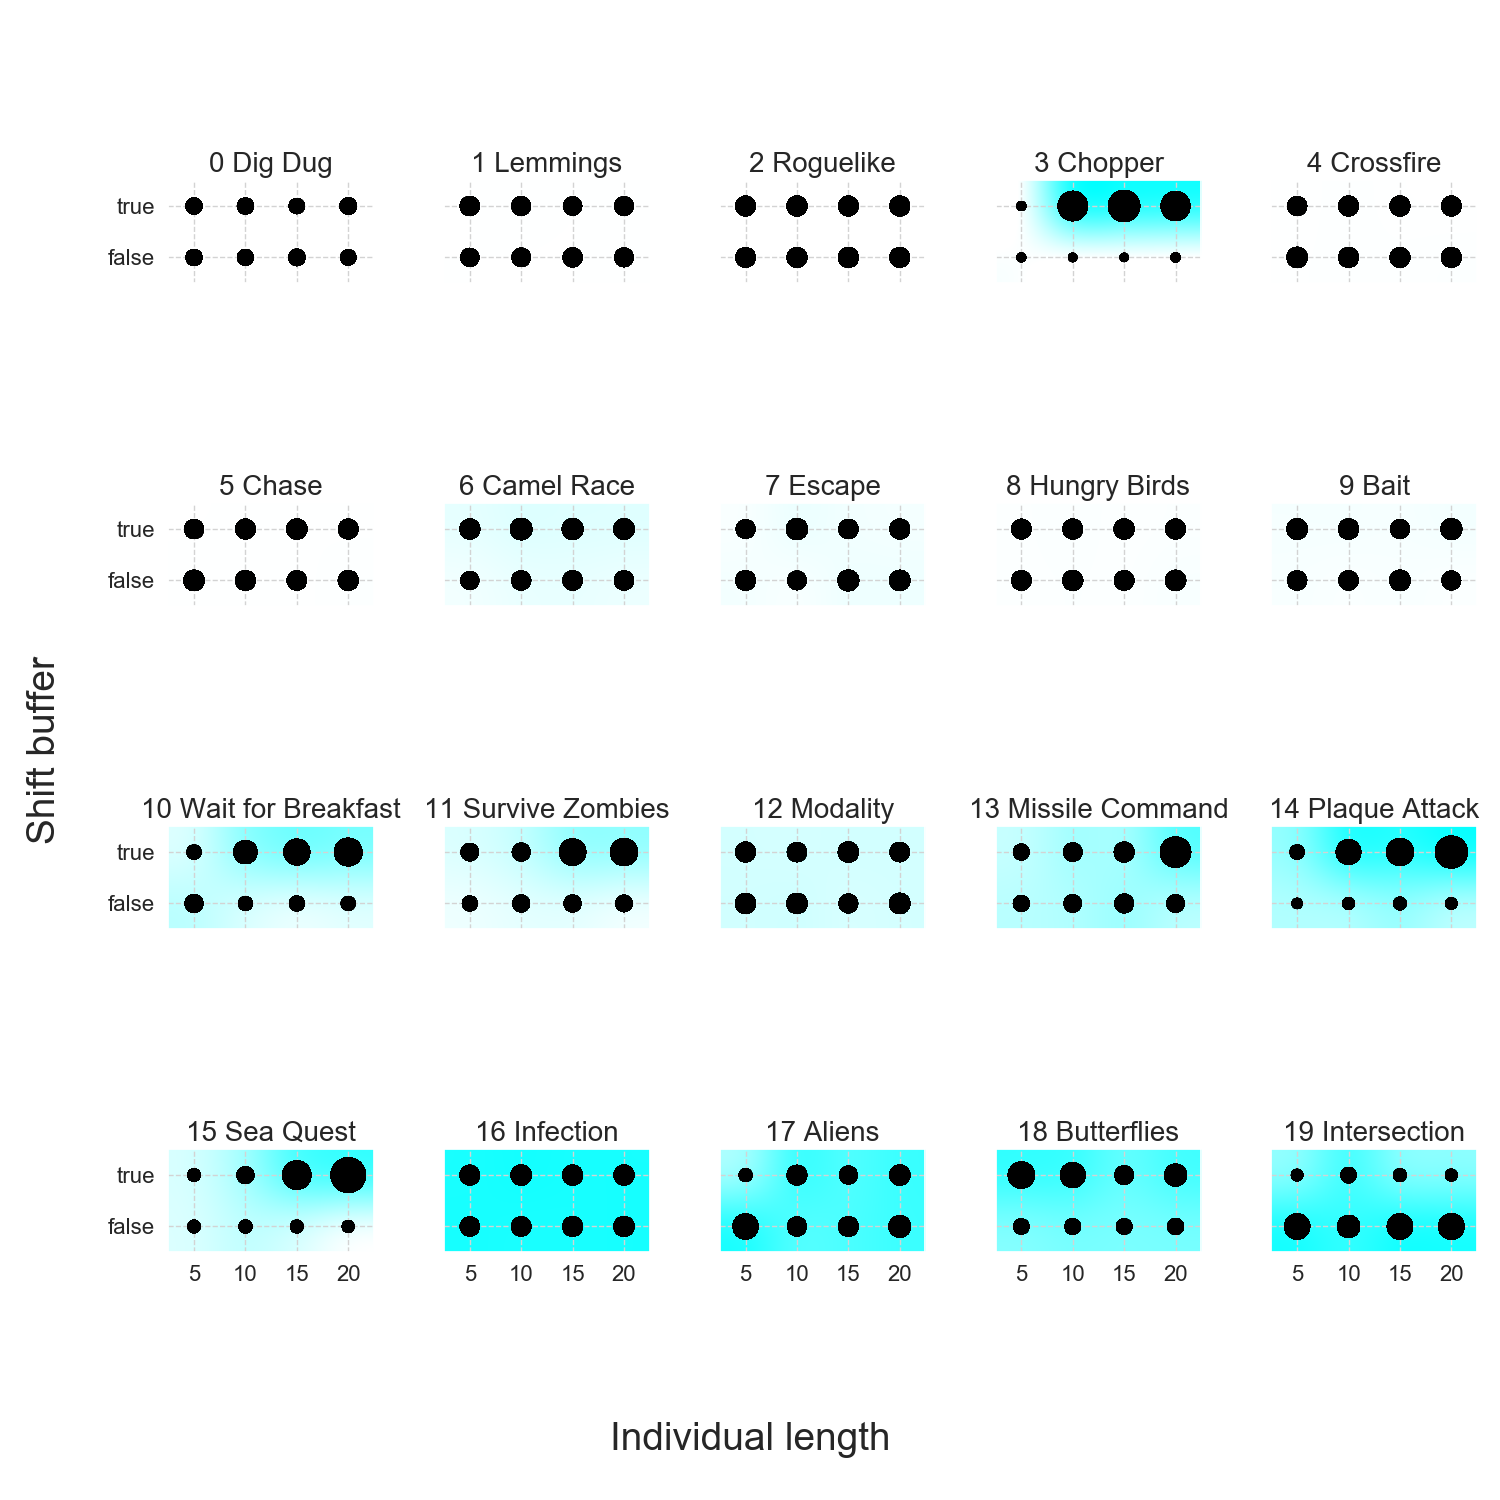 0 Dig Dug
1 Lemmings
2 Roguelike
3 Chopper
4 Crossfire
true
false
5 Chase
6 Camel Race
7 Escape
8 Hungry Birds
9 Bait
true
false
Shift buffer
10 Wait for Breakfast
11 Survive Zombies
12 Modality
13 Missile Command
14 Plaque Attack
true
false
15 Sea Quest
16 Infection
17 Aliens
18 Butterflies
19 Intersection
true
false
5 10 15 20
5 10 15 20
5 10 15 20
5 10 15 20
5 10 15 20
Individual length